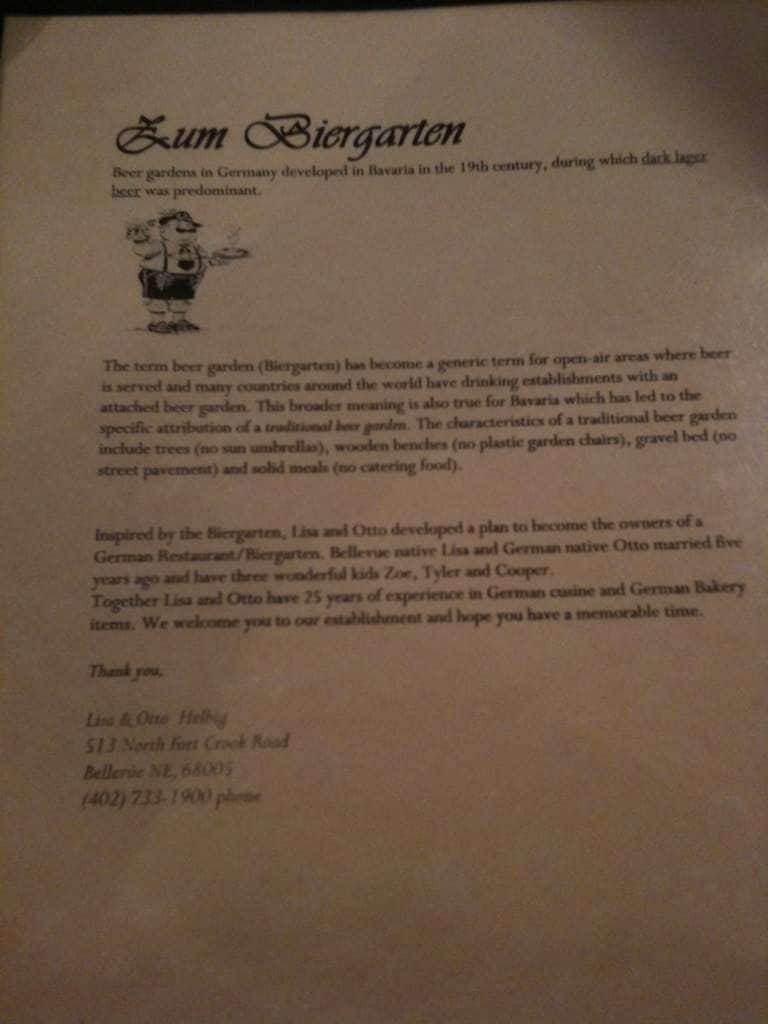 Zum Biergarten
Beer gardens in Germany developed in Bavaria in the 19th century, during which dark lager
beer was predominant.
The term beer garden (Biergarten) has become a generic term for open-air areas where beer
is served and many countries around the world have drinking establishments with an
attached beer garden. This broader meaning is also true for Bavaria which has led to the
specific attribution of a traditional beer garden. The characteristics of a traditional beer garden
include trees (no sun umbrellas), wooden benches (no plastic garden chairs), gravel bed (no
street pavement) and solid meals (no catering food).
Inspired by the Biergarten, Lisa and Otto developed a plan to become the owners of a
German Restaurant/Biergarten. Bellevue native Lisa and German native Otto married five
years ago and have three wonderful kids Zoe, Tyler and Cooper.
Together Lisa and Otto have 25 years of experience in German cusine and German Bakery
items. We welcome you to our establishment and hope you have a memorable time.
Thank you,
Lisa & Otto Helbig
513 North Fort Crook Road
Bellevue NE, 68005
(402) 733-1900 phone